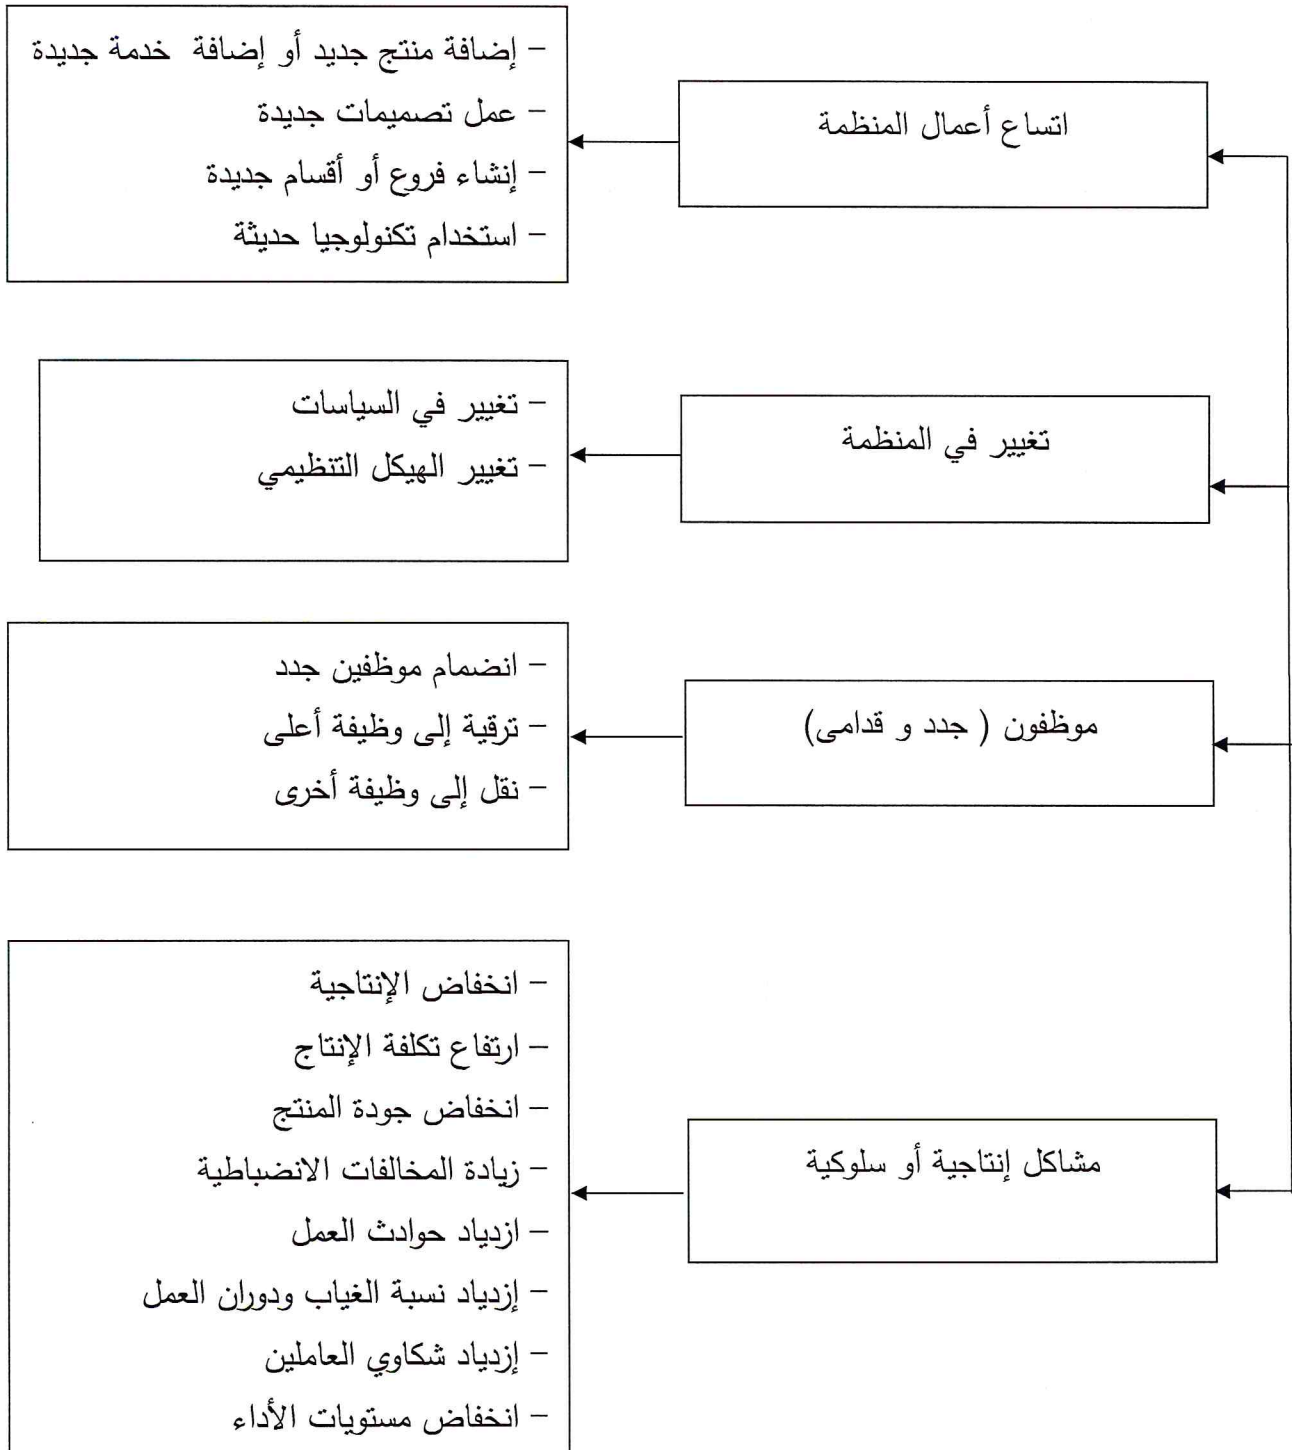 اتساع أعمال المنظمة
– إضافة منتج جديد أو إضافة خدمة جديدة
– عمل تصميمات جديدة
– إنشاء فروع أو أقسام جديدة
– استخدام تكنولوجيا حديثة
تغيير في المنظمة
– تغيير في السياسات
– تغيير الهيكل التنظيمي
موظفون ( جدد و قدامى)
– انضمام موظفين جدد
– ترقية إلى وظيفة أعلى
– نقل إلى وظيفة أخرى
مشاكل إنتاجية أو سلوكية
– انخفاض الإنتاجية
– ارتفاع تكلفة الإنتاج
– انخفاض جودة المنتج
– زيادة المخالفات الانضباطية
– ازدياد حوادث العمل
– إزدياد نسبة الغياب ودوران العمل
– إزدياد شكاوي العاملين
– انخفاض مستويات الأداء